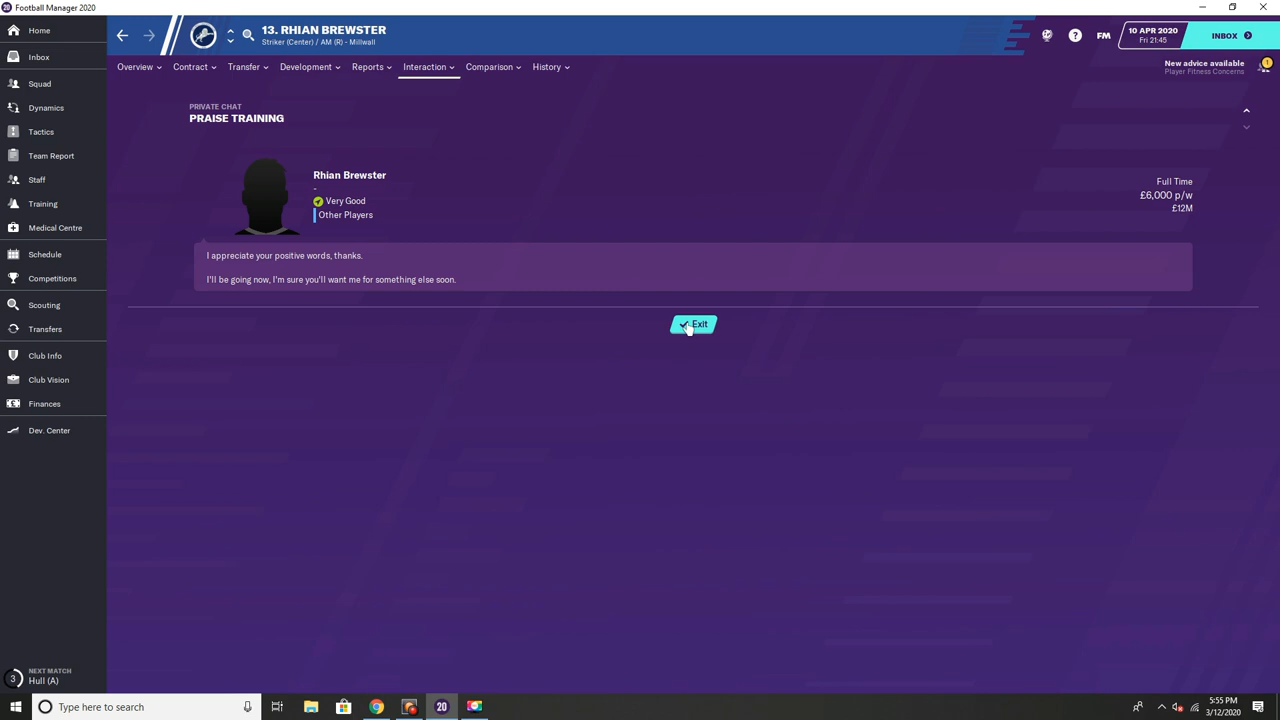 20 Football Manager 2020
13. RHIAN BREWSTER
Striker (Center) / AM (R) - Millwall
FM
10 APR 2020
Fri 21:45
INBOX
Overview
Contract
Transfer
Development
Reports
Interaction
Comparison
History
New advice available
Player Fitness Concerns
1
Home
Inbox
Squad
Dynamics
Tactics
Team Report
Staff
Training
Medical Centre
Schedule
Competitions
Scouting
Transfers
Club Info
Club Vision
Finances
Dev. Center
NEXT MATCH
3 Hull (A)
PRIVATE CHAT
PRAISE TRAINING
Rhian Brewster
-
Very Good
Other Players
Full Time
£6,000 p/w
£12M
I appreciate your positive words, thanks.
I'll be going now, I'm sure you'll want me for something else soon.
Exit
Type here to search
20
5:55 PM
3/12/2020